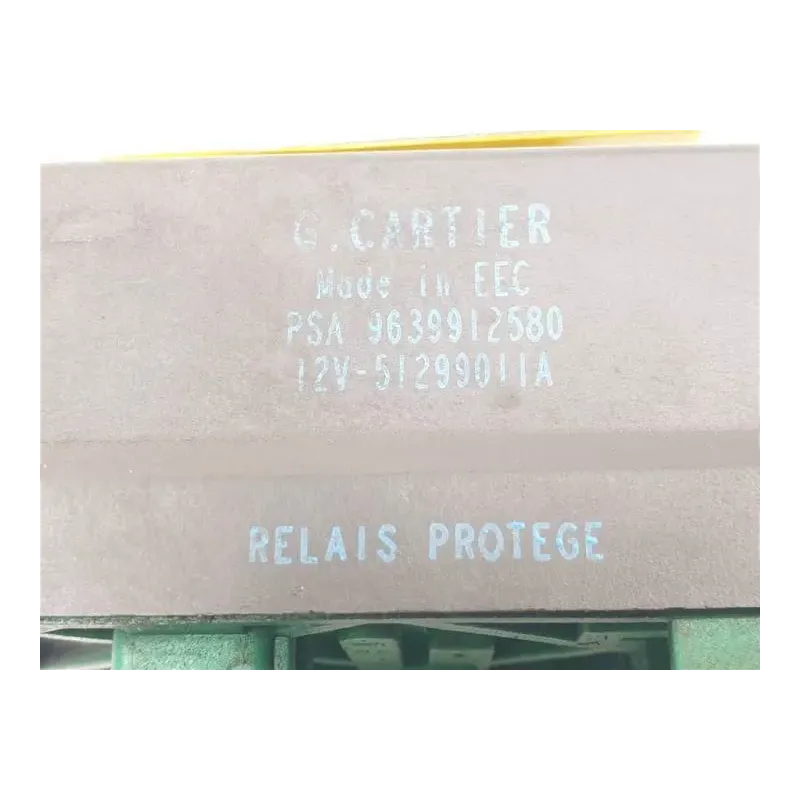 G.CARTIER
Made in EEC
PSA 9639912580
12V-51299011A
RELAIS PROTEGE